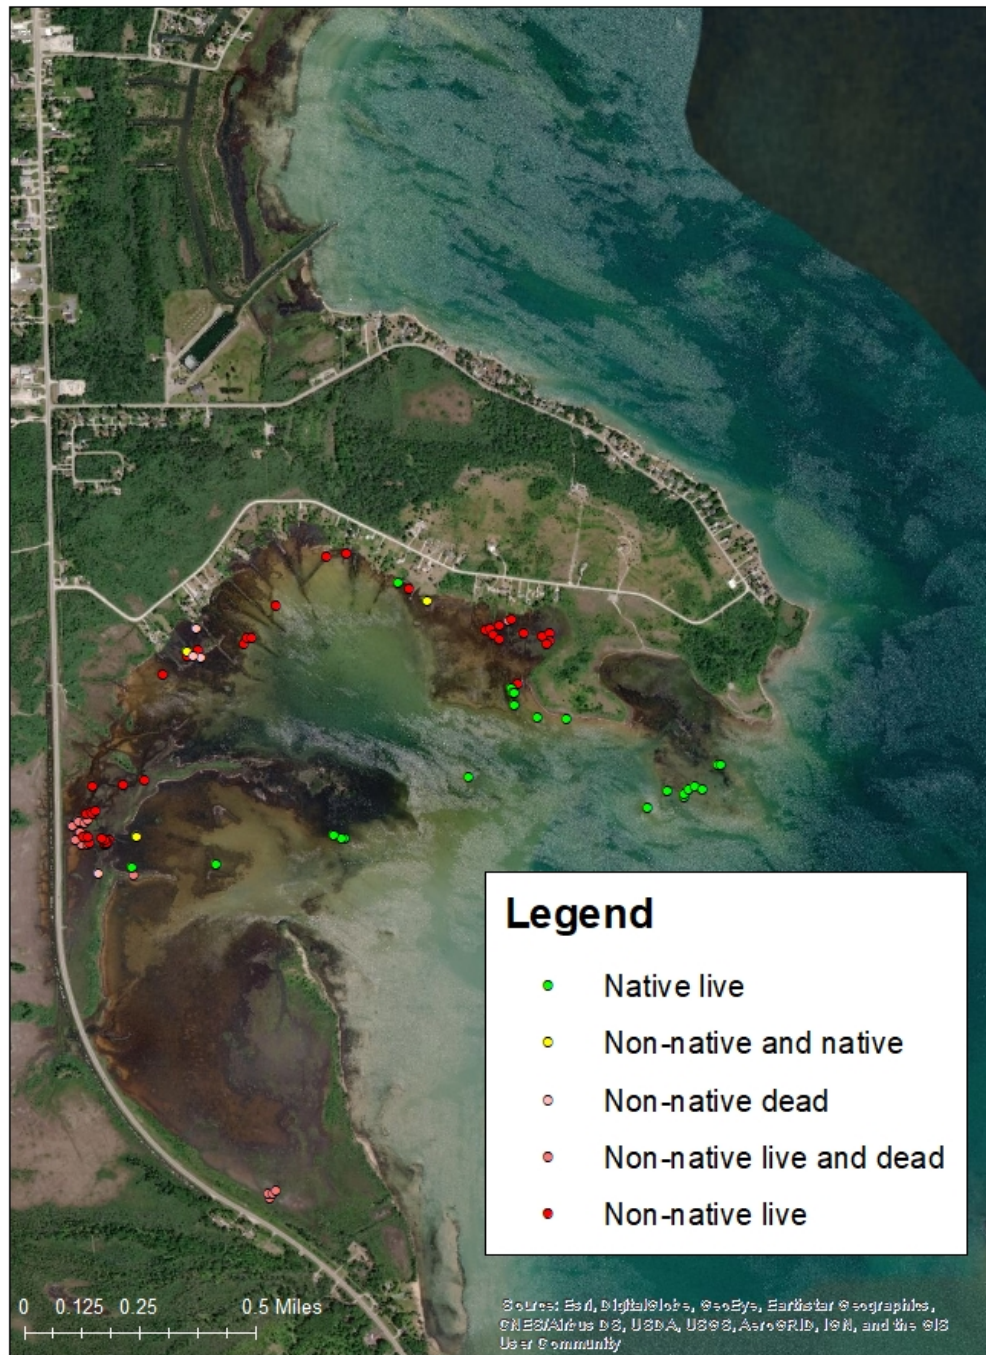 Legend
Native live
Non-native and native
Non-native dead
Non-native live and dead
Non-native live
0 0.125 0.25 0.5 Miles
Source: Esri, DigitalGlobe, GeoEye, Earthstar Geographics,
CNES/Airbus DS, USDA, USGS, AeroGRID, IGN, and the GIS
User Community